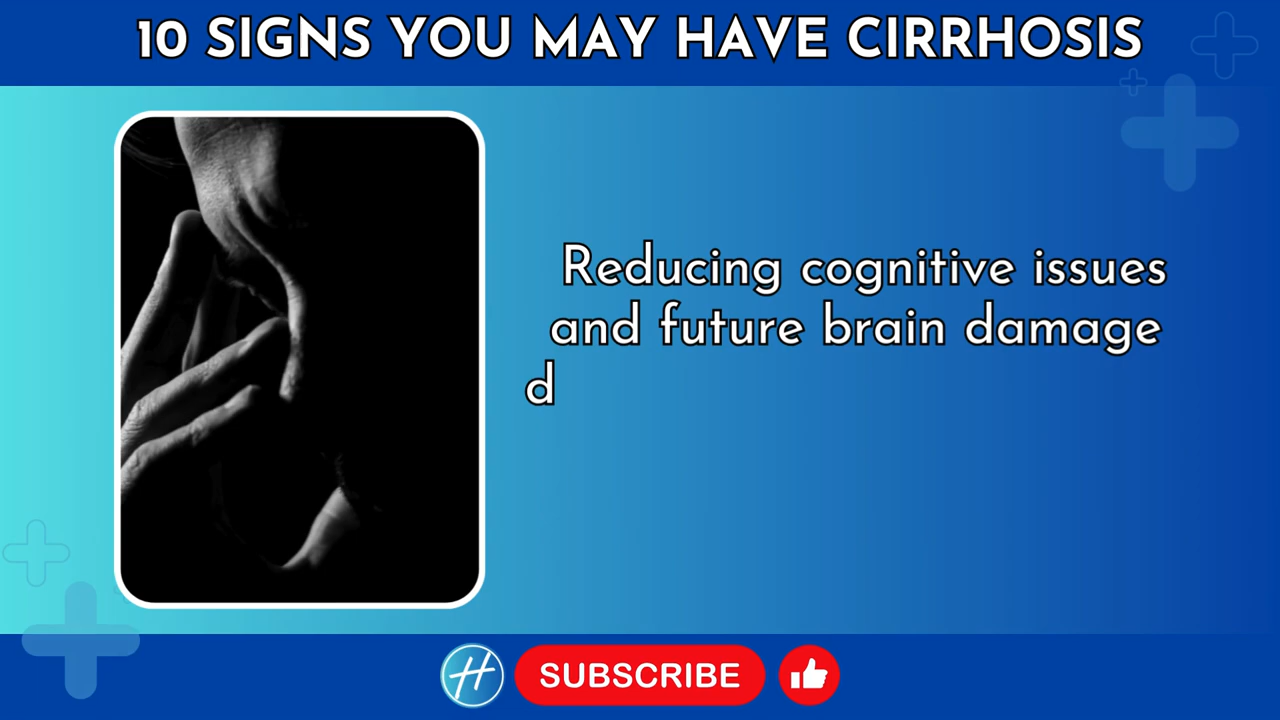 10 SIGNS YOU MAY HAVE CIRRHOSIS
Reducing cognitive issues
and future brain damage
d
SUBSCRIBE